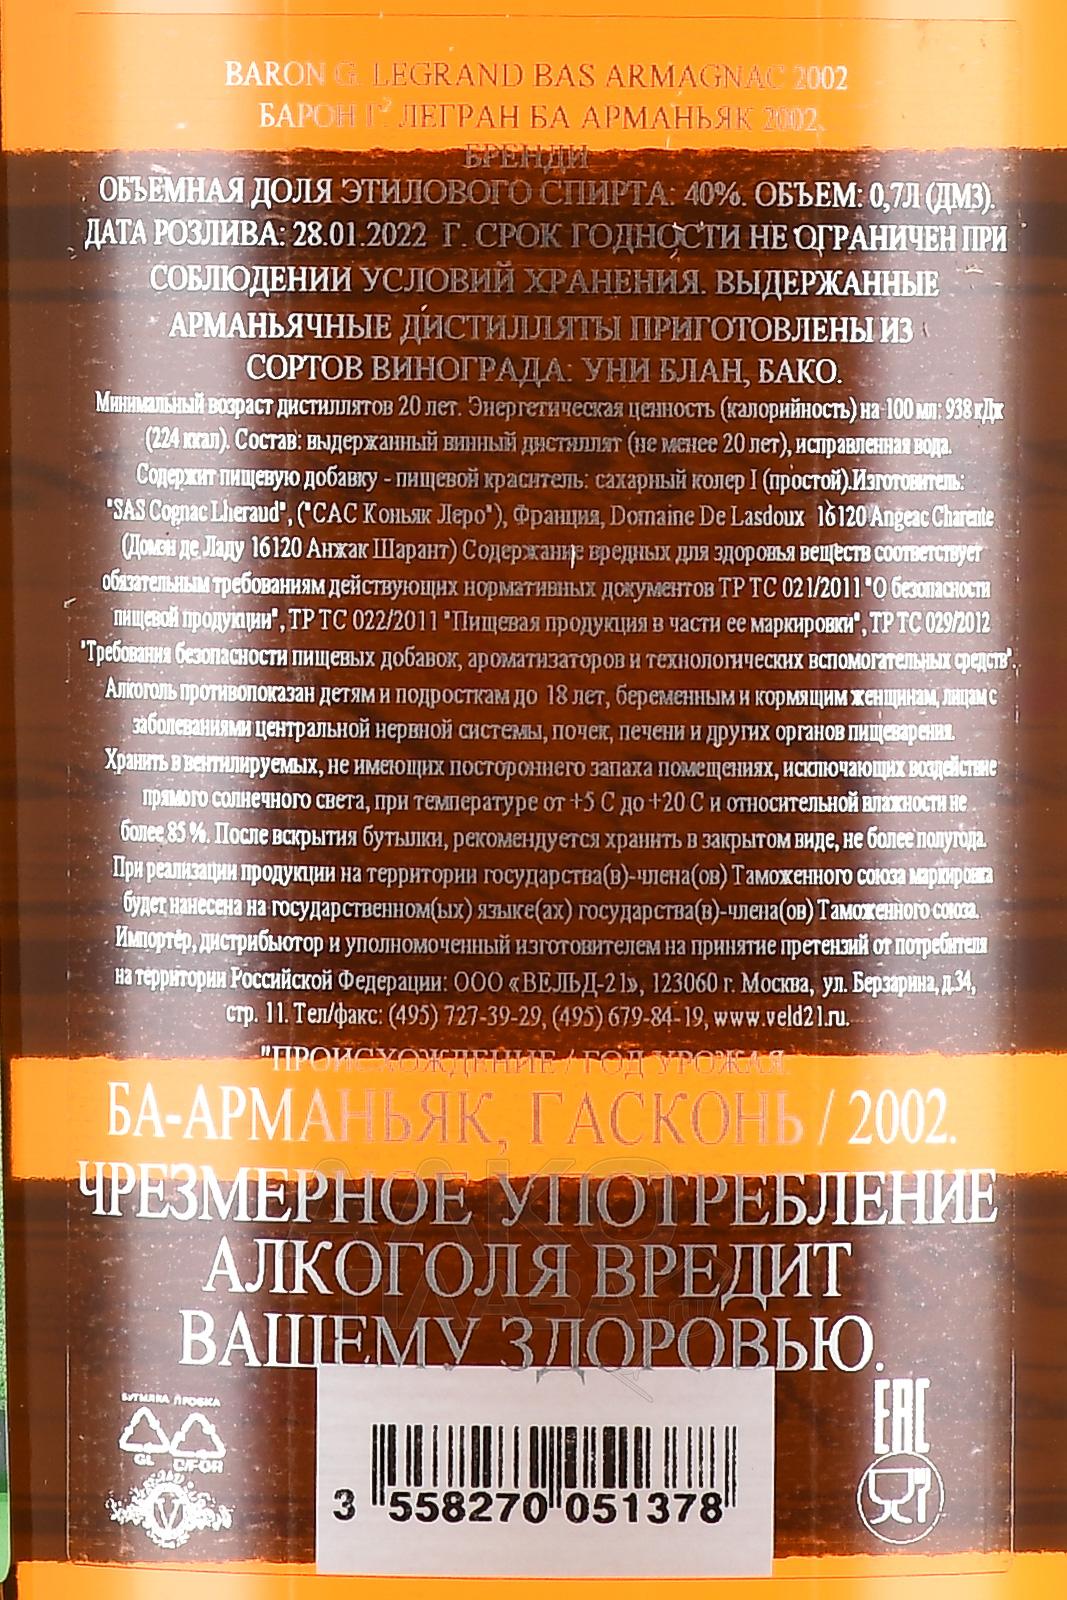 BARON G. LEGRAND BAS ARMAGNAC 2002
БАРОН Г. ЛЕГРАН БА АРМАНЬЯК 2002.
БРЕНДИ
ОБЪЕМНАЯ ДОЛЯ ЭТИЛОВОГО СПИРТА: 40%. ОБЪЕМ: 0,7Л (ДМ3).
ДАТА РОЗЛИВА: 28.01.2022 Г. СРОК ГОДНОСТИ НЕ ОГРАНИЧЕН ПРИ
СОБЛЮДЕНИИ УСЛОВИЙ ХРАНЕНИЯ. ВЫДЕРЖАННЫЕ
АРМАНЬЯЧНЫЕ ДИСТИЛЛЯТЫ ПРИГОТОВЛЕНЫ ИЗ
СОРТОВ ВИНОГРАДА: УНИ БЛАН, БАКО.
Минимальный возраст дистиллятов 20 лет. Энергетическая ценность (калорийность) на 100 мл: 938 кДж
(224 ккал). Состав: выдержанный винный дистиллят (не менее 20 лет), исправленная вода.
Содержит пищевую добавку - пищевой краситель: сахарный колер I (простой).Изготовитель:
"SAS Cognac Lheraud", ("САС Коньяк Леро"), Франция, Domaine De Lasdoux 16120 Angeac Charente
(Домэн де Ладу 16120 Анжак Шарант) Содержание вредных для здоровья веществ соответствует
обязательным требованиям действующих нормативных документов ТР ТС 021/2011 "О безопасности
пищевой продукции", ТР ТС 022/2011 "Пищевая продукция в части ее маркировки", ТР ТС 029/2012
"Требования безопасности пищевых добавок, ароматизаторов и технологических вспомогательных средств".
Алкоголь противопоказан детям и подросткам до 18 лет, беременным и кормящим женщинам, лицам с
заболеваниями центральной нервной системы, почек, печени и других органов пищеварения.
Хранить в вентилируемых, не имеющих постороннего запаха помещениях, исключающих воздействие
прямого солнечного света, при температуре от +5 С до +20 С и относительной влажности не
более 85 %. После вскрытия бутылки, рекомендуется хранить в закрытом виде, не более полугода.
При реализации продукции на территории государства(в)-члена(ов) Таможенного союза маркировка
будет нанесена на государственном(ых) языке(ах) государства(в)-члена(ов) Таможенного союза.
Импортёр, дистрибьютор и уполномоченный изготовителем на принятие претензий от потребителя
на территории Российской Федерации: ООО «ВЕЛЬД-21», 123060 г. Москва, ул. Берзарина, д.34,
стр. 11. Тел/факс: (495) 727-39-29, (495) 679-84-19, www.veld21.ru.
"ПРОИСХОЖДЕНИЕ / ГОД УРОЖАЯ:
БА-АРМАНЬЯК, ГАСКОНЬ / 2002.
ЧРЕЗМЕРНОЕ УПОТРЕБЛЕНИЕ
АЛКОГОЛЯ ВРЕДИТ
ВАШЕМУ ЗДОРОВЬЮ.
АЛКО
ПЛАЗА
БУТЫЛКА ПРОБКА
GL C/FOR
EAC
V
3 558270 051378